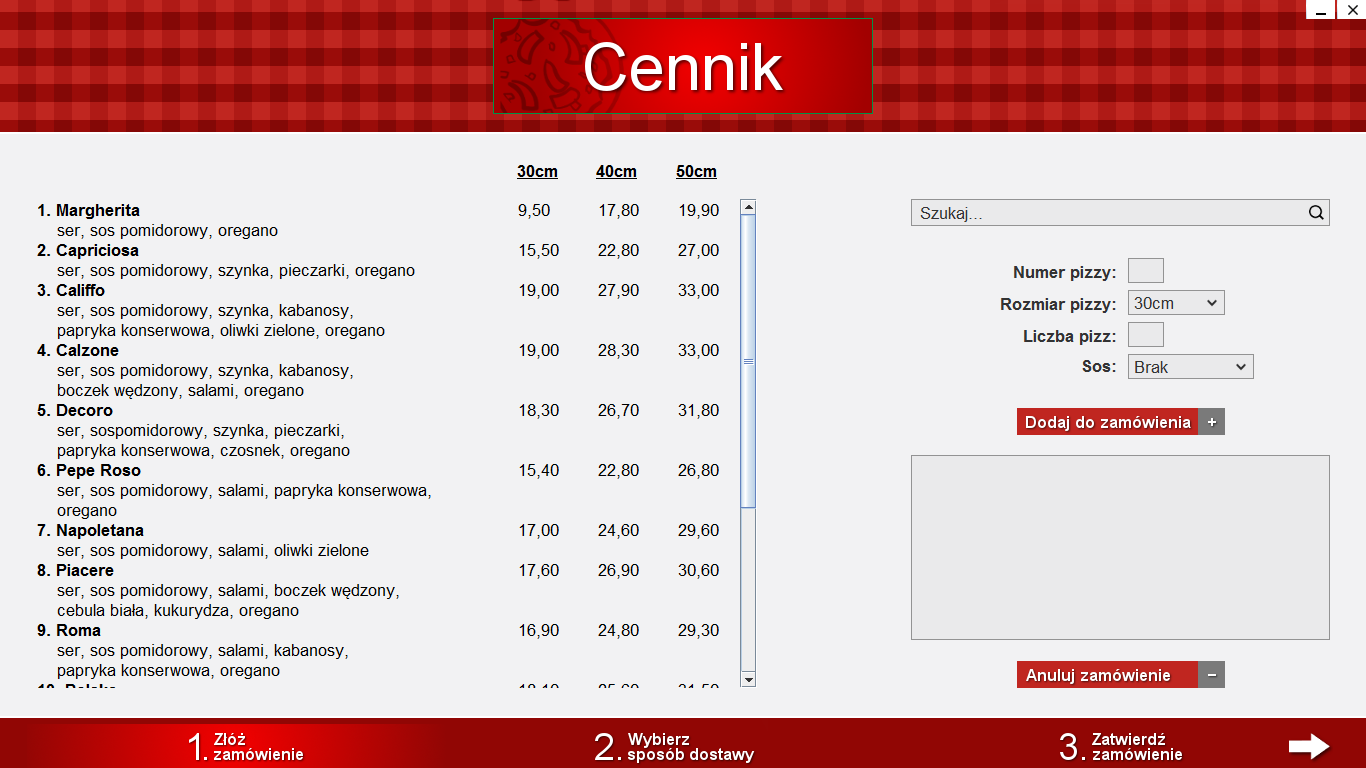 Cennik
30cm 40cm 50cm
1. Margherita 9,50 17,80 19,90
ser, sos pomidorowy, oregano
2. Capriciosa 15,50 22,80 27,00
ser, sos pomidorowy, szynka, pieczarki, oregano
3. Califfo 19,00 27,90 33,00
ser, sos pomidorowy, szynka, kabanosy,
papryka konserwowa, oliwki zielone, oregano
4. Calzone 19,00 28,30 33,00
ser, sos pomidorowy, szynka, kabanosy,
boczek wędzony, salami, oregano
5. Decoro 18,30 26,70 31,80
ser, sospomidorowy, szynka, pieczarki,
papryka konserwowa, czosnek, oregano
6. Pepe Roso 15,40 22,80 26,80
ser, sos pomidorowy, salami, papryka konserwowa,
oregano
7. Napoletana 17,00 24,60 29,60
ser, sos pomidorowy, salami, oliwki zielone
8. Piacere 17,60 26,90 30,60
ser, sos pomidorowy, salami, boczek wędzony,
cebula biała, kukurydza, oregano
9. Roma 16,90 24,80 29,30
ser, sos pomidorowy, salami, kabanosy,
papryka konserwowa, oregano
Szukaj...
Numer pizzy:
Rozmiar pizzy: 30cm
Liczba pizz:
Sos: Brak
Dodaj do zamówienia +
Anuluj zamówienie −
1. Złóż
zamówienie
2. Wybierz
sposób dostawy
3. Zatwierdź
zamówienie